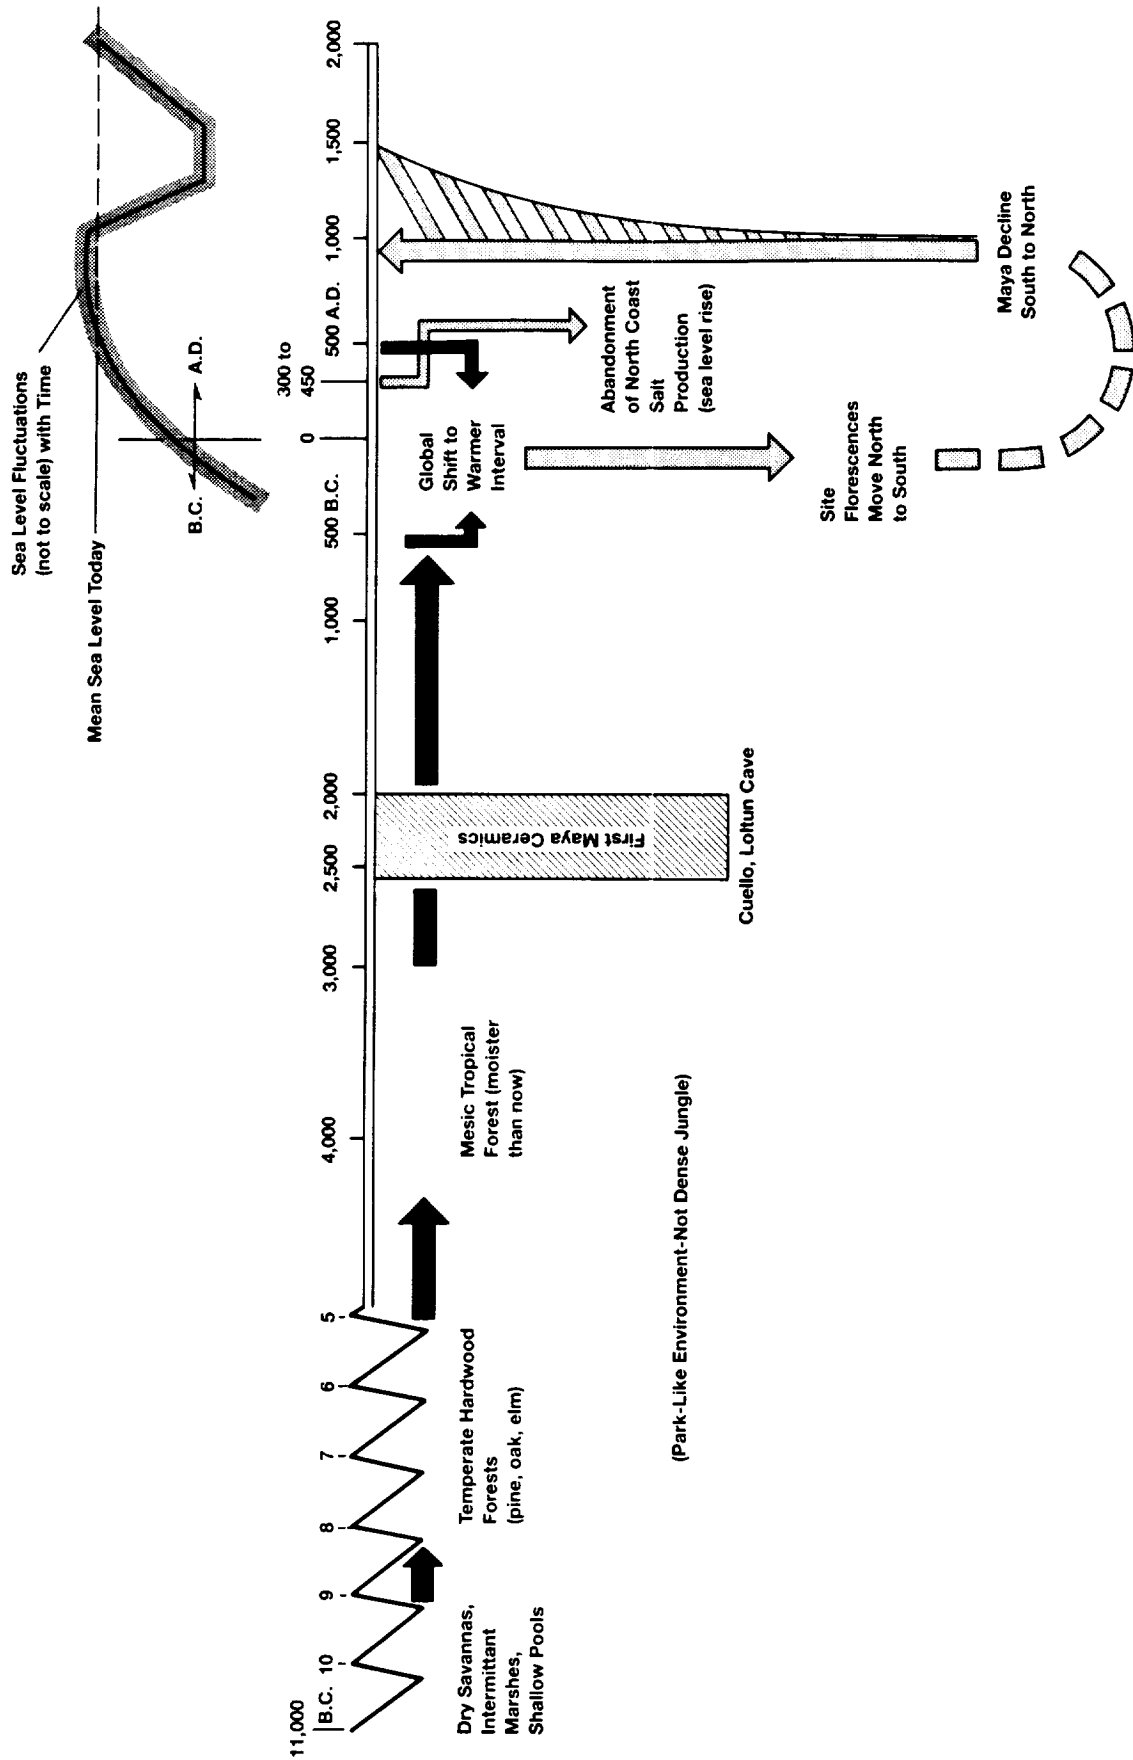 Sea Level Fluctuations
(not to scale) with Time
Mean Sea Level Today
B.C.
A.D.
11,000
B.C.
10
9
8
7
6
5
4,000
3,000
2,500
2,000
1,000
500 B.C.
0
300 to
450
500 A.D.
1,000
1,500
2,000
Dry Savannas,
Intermittant
Marshes,
Shallow Pools
Temperate Hardwood
Forests
(pine, oak, elm)
Mesic Tropical
Forest (moister
than now)
(Park-Like Environment-Not Dense Jungle)
First Maya Ceramics
Cuello, Loltun Cave
Global
Shift to
Warmer
Interval
Abandonment
of North Coast
Salt
Production
(sea level rise)
Site
Florescences
Move North
to South
Maya Decline
South to North